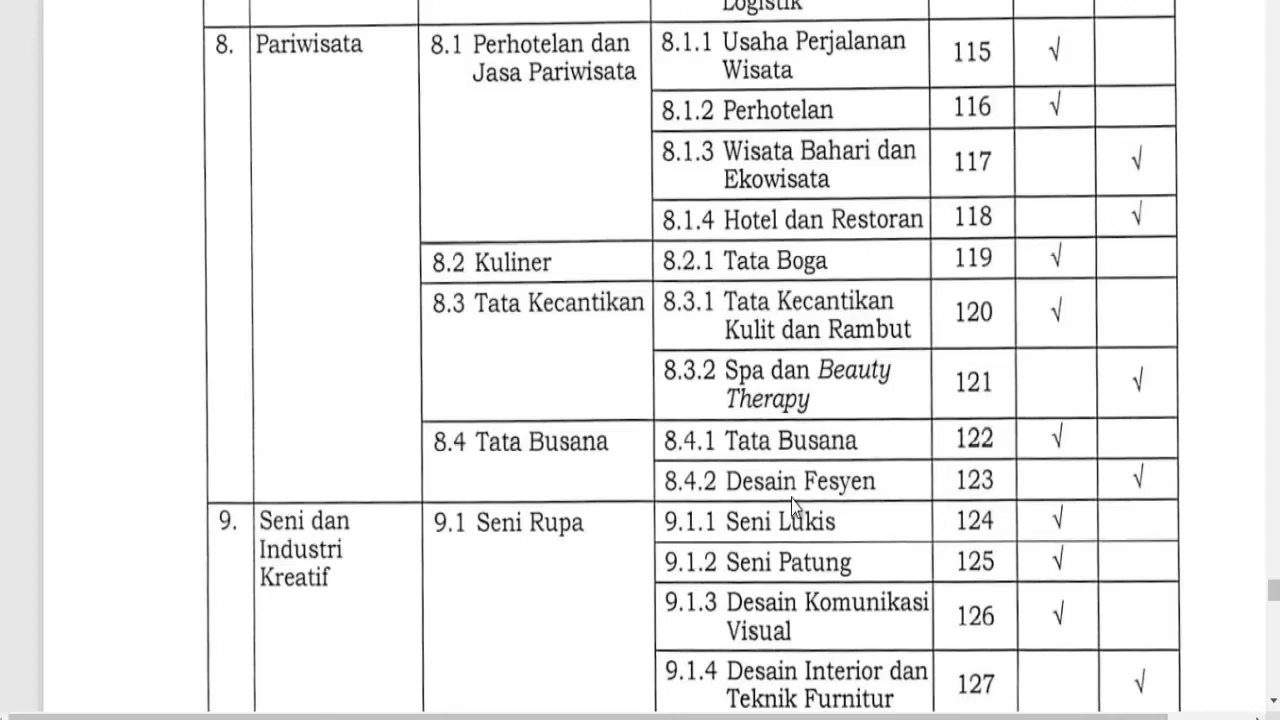 Logistik
8. Pariwisata 8.1 Perhotelan dan 8.1.1 Usaha Perjalanan 115 √
Jasa Pariwisata Wisata
8.1.2 Perhotelan 116 √
8.1.3 Wisata Bahari dan 117 √
Ekowisata
8.1.4 Hotel dan Restoran 118 √
8.2 Kuliner 8.2.1 Tata Boga 119 √
8.3 Tata Kecantikan 8.3.1 Tata Kecantikan 120 √
Kulit dan Rambut
8.3.2 Spa dan Beauty 121 √
Therapy
8.4 Tata Busana 8.4.1 Tata Busana 122 √
8.4.2 Desain Fesyen 123 √
9. Seni dan 9.1 Seni Rupa 9.1.1 Seni Lukis 124 √
Industri 9.1.2 Seni Patung 125 √
Kreatif
9.1.3 Desain Komunikasi 126 √
Visual
9.1.4 Desain Interior dan 127 √
Teknik Furnitur